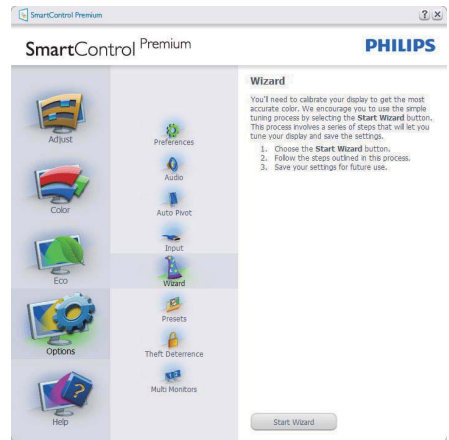 SmartControl Premium
SmartControl Premium
PHILIPS
Adjust
Color
Eco
Options
Help
Preferences
Audio
Auto Pivot
Input
Wizard
Presets
Theft Deterrence
Multi Monitors
Wizard
You'll need to calibrate your display to get the most
accurate color. We encourage you to use the simple
tuning process by selecting the Start Wizard button.
This process involves a series of steps that will let you
tune your display and save the settings.
1. Choose the Start Wizard button.
2. Follow the steps outlined in this process.
3. Save your settings for future use.
Start Wizard